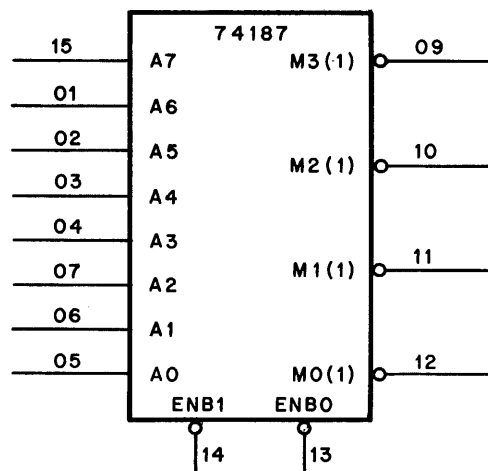 74187
15 A7 M3(1) 09
01 A6
02 A5 M2(1) 10
03 A4
04 A3 M1(1) 11
07 A2
06 A1
05 A0 M0(1) 12
ENB1 ENB0
14 13